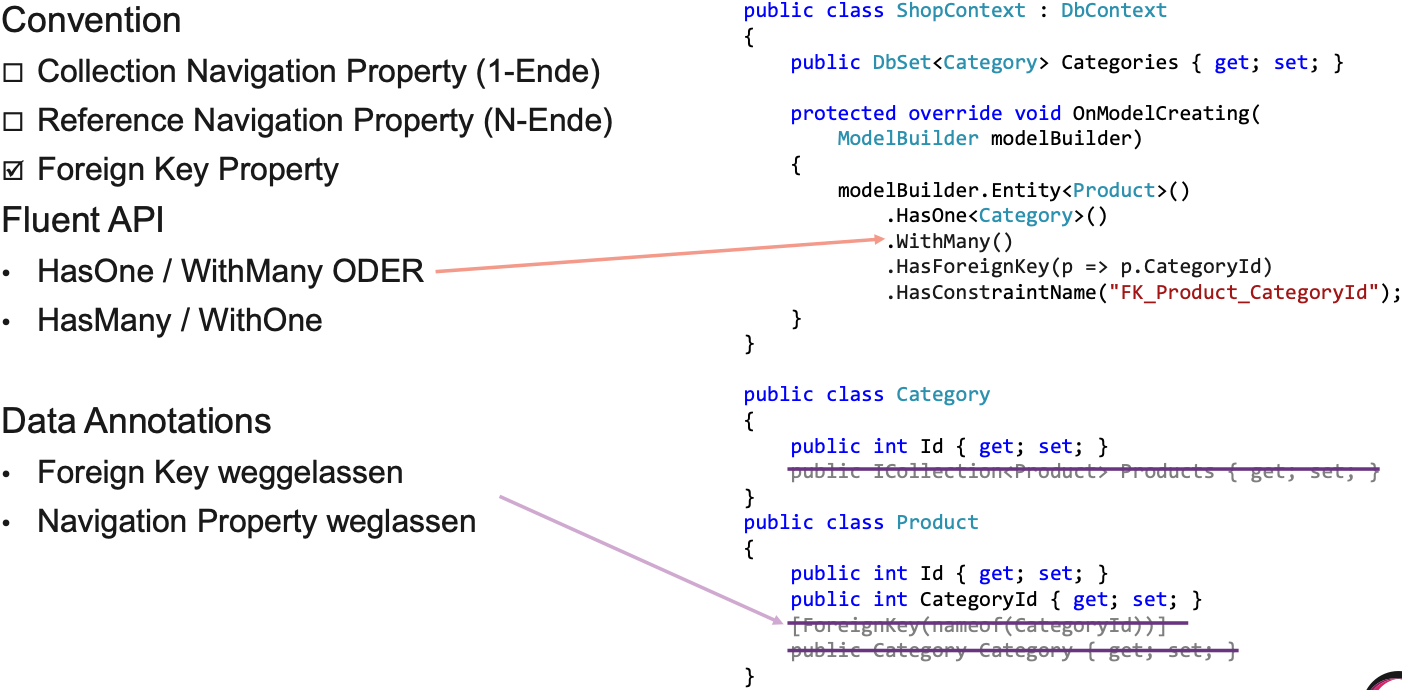 Convention
☐ Collection Navigation Property (1-Ende)
☐ Reference Navigation Property (N-Ende)
☑ Foreign Key Property
Fluent API
• HasOne / WithMany ODER
• HasMany / WithOne
Data Annotations
• Foreign Key weggelassen
• Navigation Property weglassen
public class ShopContext : DbContext
{
    public DbSet<Category> Categories { get; set; }

    protected override void OnModelCreating(
        ModelBuilder modelBuilder)
    {
        modelBuilder.Entity<Product>()
            .HasOne<Category>()
            .WithMany()
            .HasForeignKey(p => p.CategoryId)
            .HasConstraintName("FK_Product_CategoryId");
    }
}

public class Category
{
    public int Id { get; set; }
    public ICollection<Product> Products { get; set; }
}
public class Product
{
    public int Id { get; set; }
    public int CategoryId { get; set; }
    [ForeignKey(nameof(CategoryId))]
    public Category Category { get; set; }
}